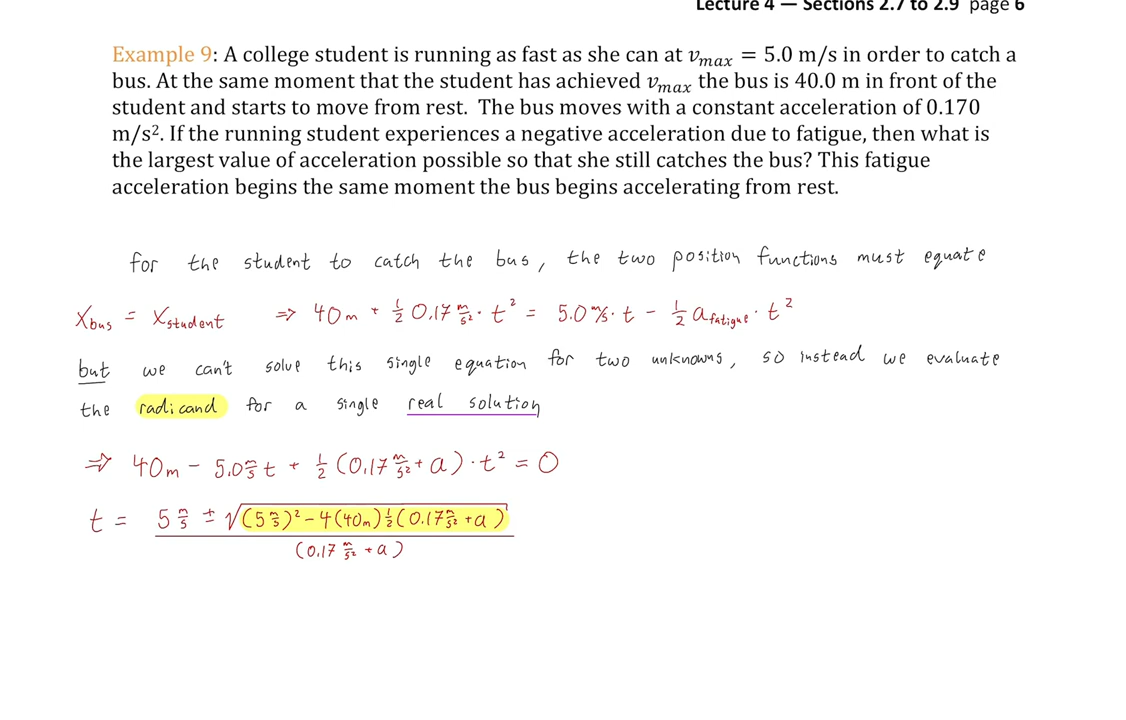 Lecture 4 — Sections 2.7 to 2.9 page 6
Example 9: A college student is running as fast as she can at v_max = 5.0 m/s in order to catch a
bus. At the same moment that the student has achieved v_max the bus is 40.0 m in front of the
student and starts to move from rest.  The bus moves with a constant acceleration of 0.170
m/s². If the running student experiences a negative acceleration due to fatigue, then what is
the largest value of acceleration possible so that she still catches the bus? This fatigue
acceleration begins the same moment the bus begins accelerating from rest.
for the student to catch the bus, the two position functions must equate
X_bus = X_student ⇒ 40m + ½ 0.17 m/s² · t² = 5.0 m/s · t - ½ a_fatigue · t²
but we can't solve this single equation for two unknowns, so instead we evaluate
the radicand for a single real solution
⇒ 40m - 5.0 m/s t + ½ (0.17 m/s² + a) · t² = 0
t = (5 m/s ± √((5 m/s)² - 4(40m) ½ (0.17 m/s² + a))) / (0.17 m/s² + a)